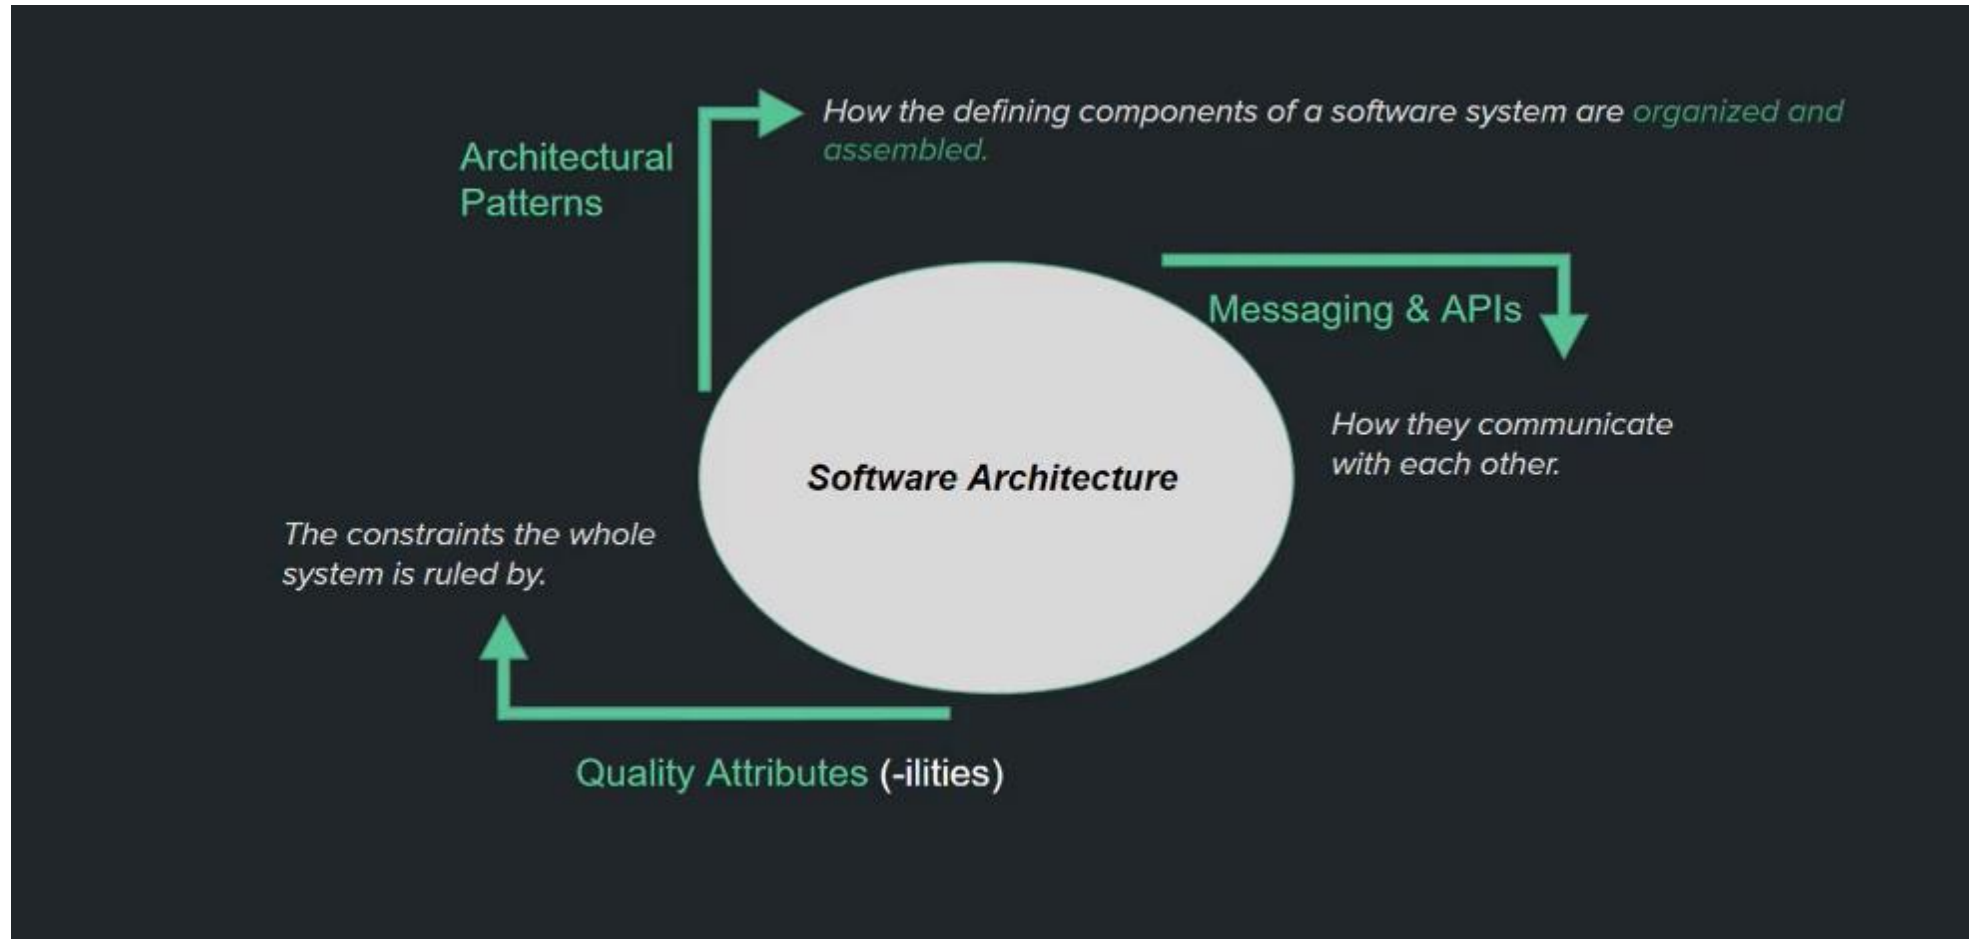 How the defining components of a software system are organized and
assembled.
Architectural
Patterns
Messaging & APIs
How they communicate
with each other.
Software Architecture
The constraints the whole
system is ruled by.
Quality Attributes (-ilities)